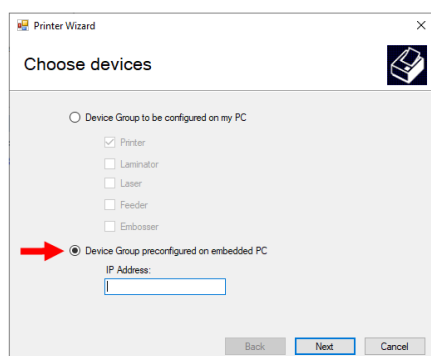 Printer Wizard
Choose devices
Device Group to be configured on my PC
Printer
Laminator
Laser
Feeder
Embosser
Device Group preconfigured on embedded PC
IP Address:
Back Next Cancel